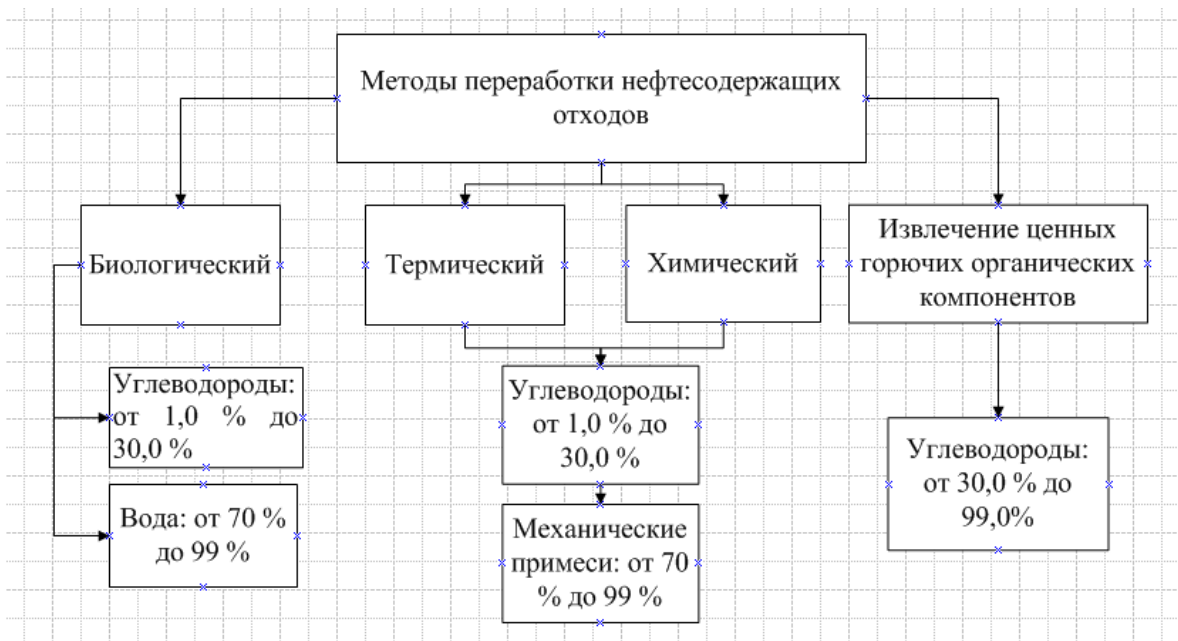 Методы переработки нефтесодержащих
отходов
Биологический
Термический
Химический
Извлечение ценных
горючих органических
компонентов
Углеводороды:
от 1,0 % до
30,0 %
Вода: от 70 %
до 99 %
Углеводороды:
от 1,0 % до
30,0 %
Механические
примеси: от 70
% до 99 %
Углеводороды:
от 30,0 % до
99,0%